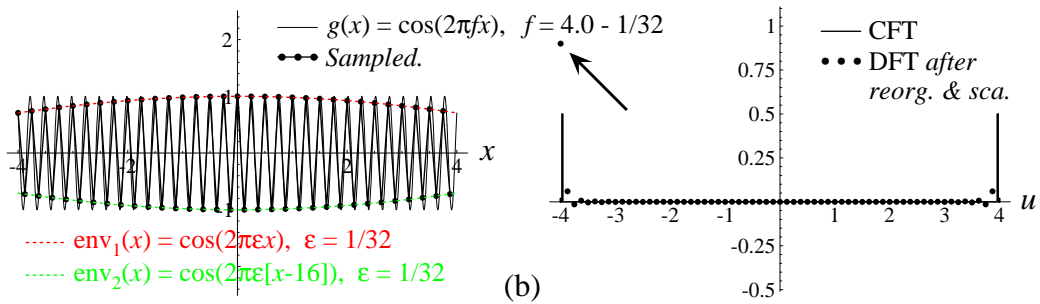 g(x) = cos(2πfx), f = 4.0 - 1/32
Sampled.
2
1
-4
-2
2
4
x
-1
env₁(x) = cos(2πεx), ε = 1/32
env₂(x) = cos(2πε[x-16]), ε = 1/32
(b)
CFT
DFT after
reorg. & sca.
1
0.75
0.5
0.25
-4 -3 -2 -1 1 2 3 4
u
-0.25
-0.5